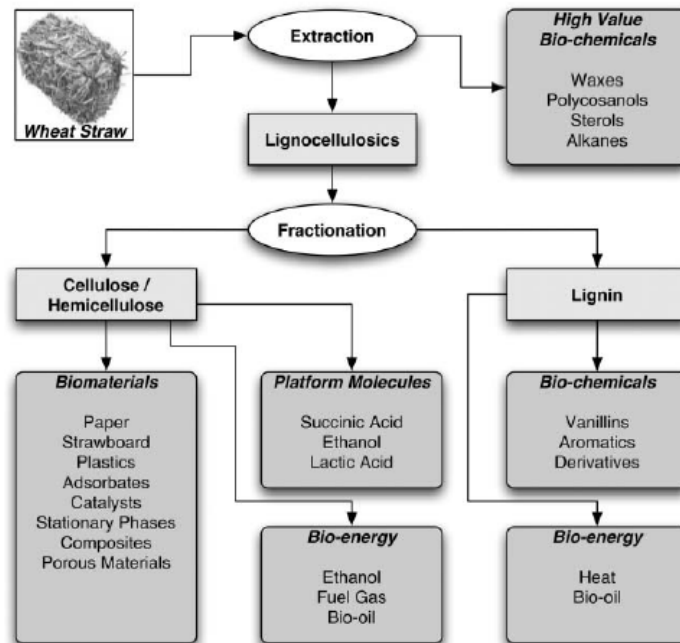 Wheat Straw
Extraction
High Value
Bio-chemicals
Waxes
Polycosanols
Sterols
Alkanes
Lignocellulosics
Fractionation
Cellulose /
Hemicellulose
Lignin
Biomaterials
Paper
Strawboard
Plastics
Adsorbates
Catalysts
Stationary Phases
Composites
Porous Materials
Platform Molecules
Succinic Acid
Ethanol
Lactic Acid
Bio-chemicals
Vanillins
Aromatics
Derivatives
Bio-energy
Ethanol
Fuel Gas
Bio-oil
Bio-energy
Heat
Bio-oil